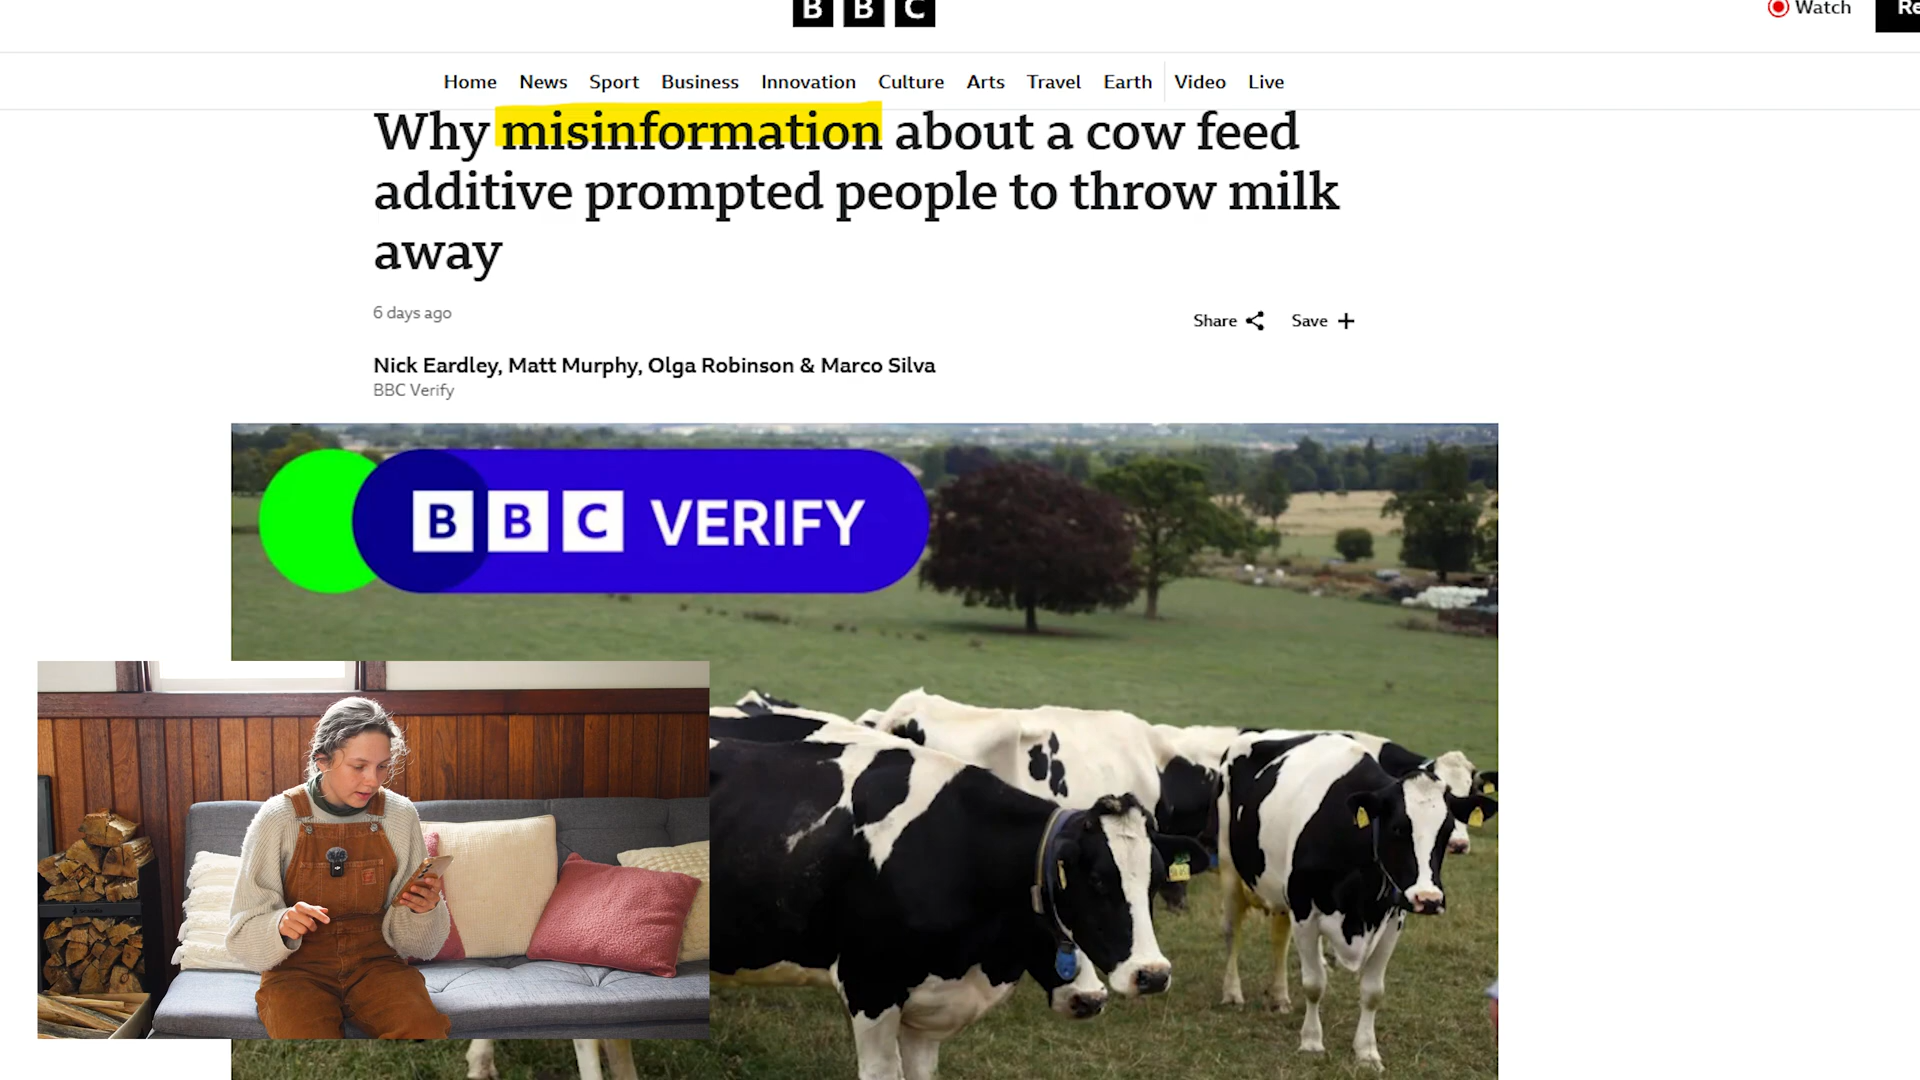 BBC
Watch
Re
Home News Sport Business Innovation Culture Arts Travel Earth Video Live
Why misinformation about a cow feed
additive prompted people to throw milk
away
6 days ago
Share Save
Nick Eardley, Matt Murphy, Olga Robinson & Marco Silva
BBC Verify
BBC VERIFY